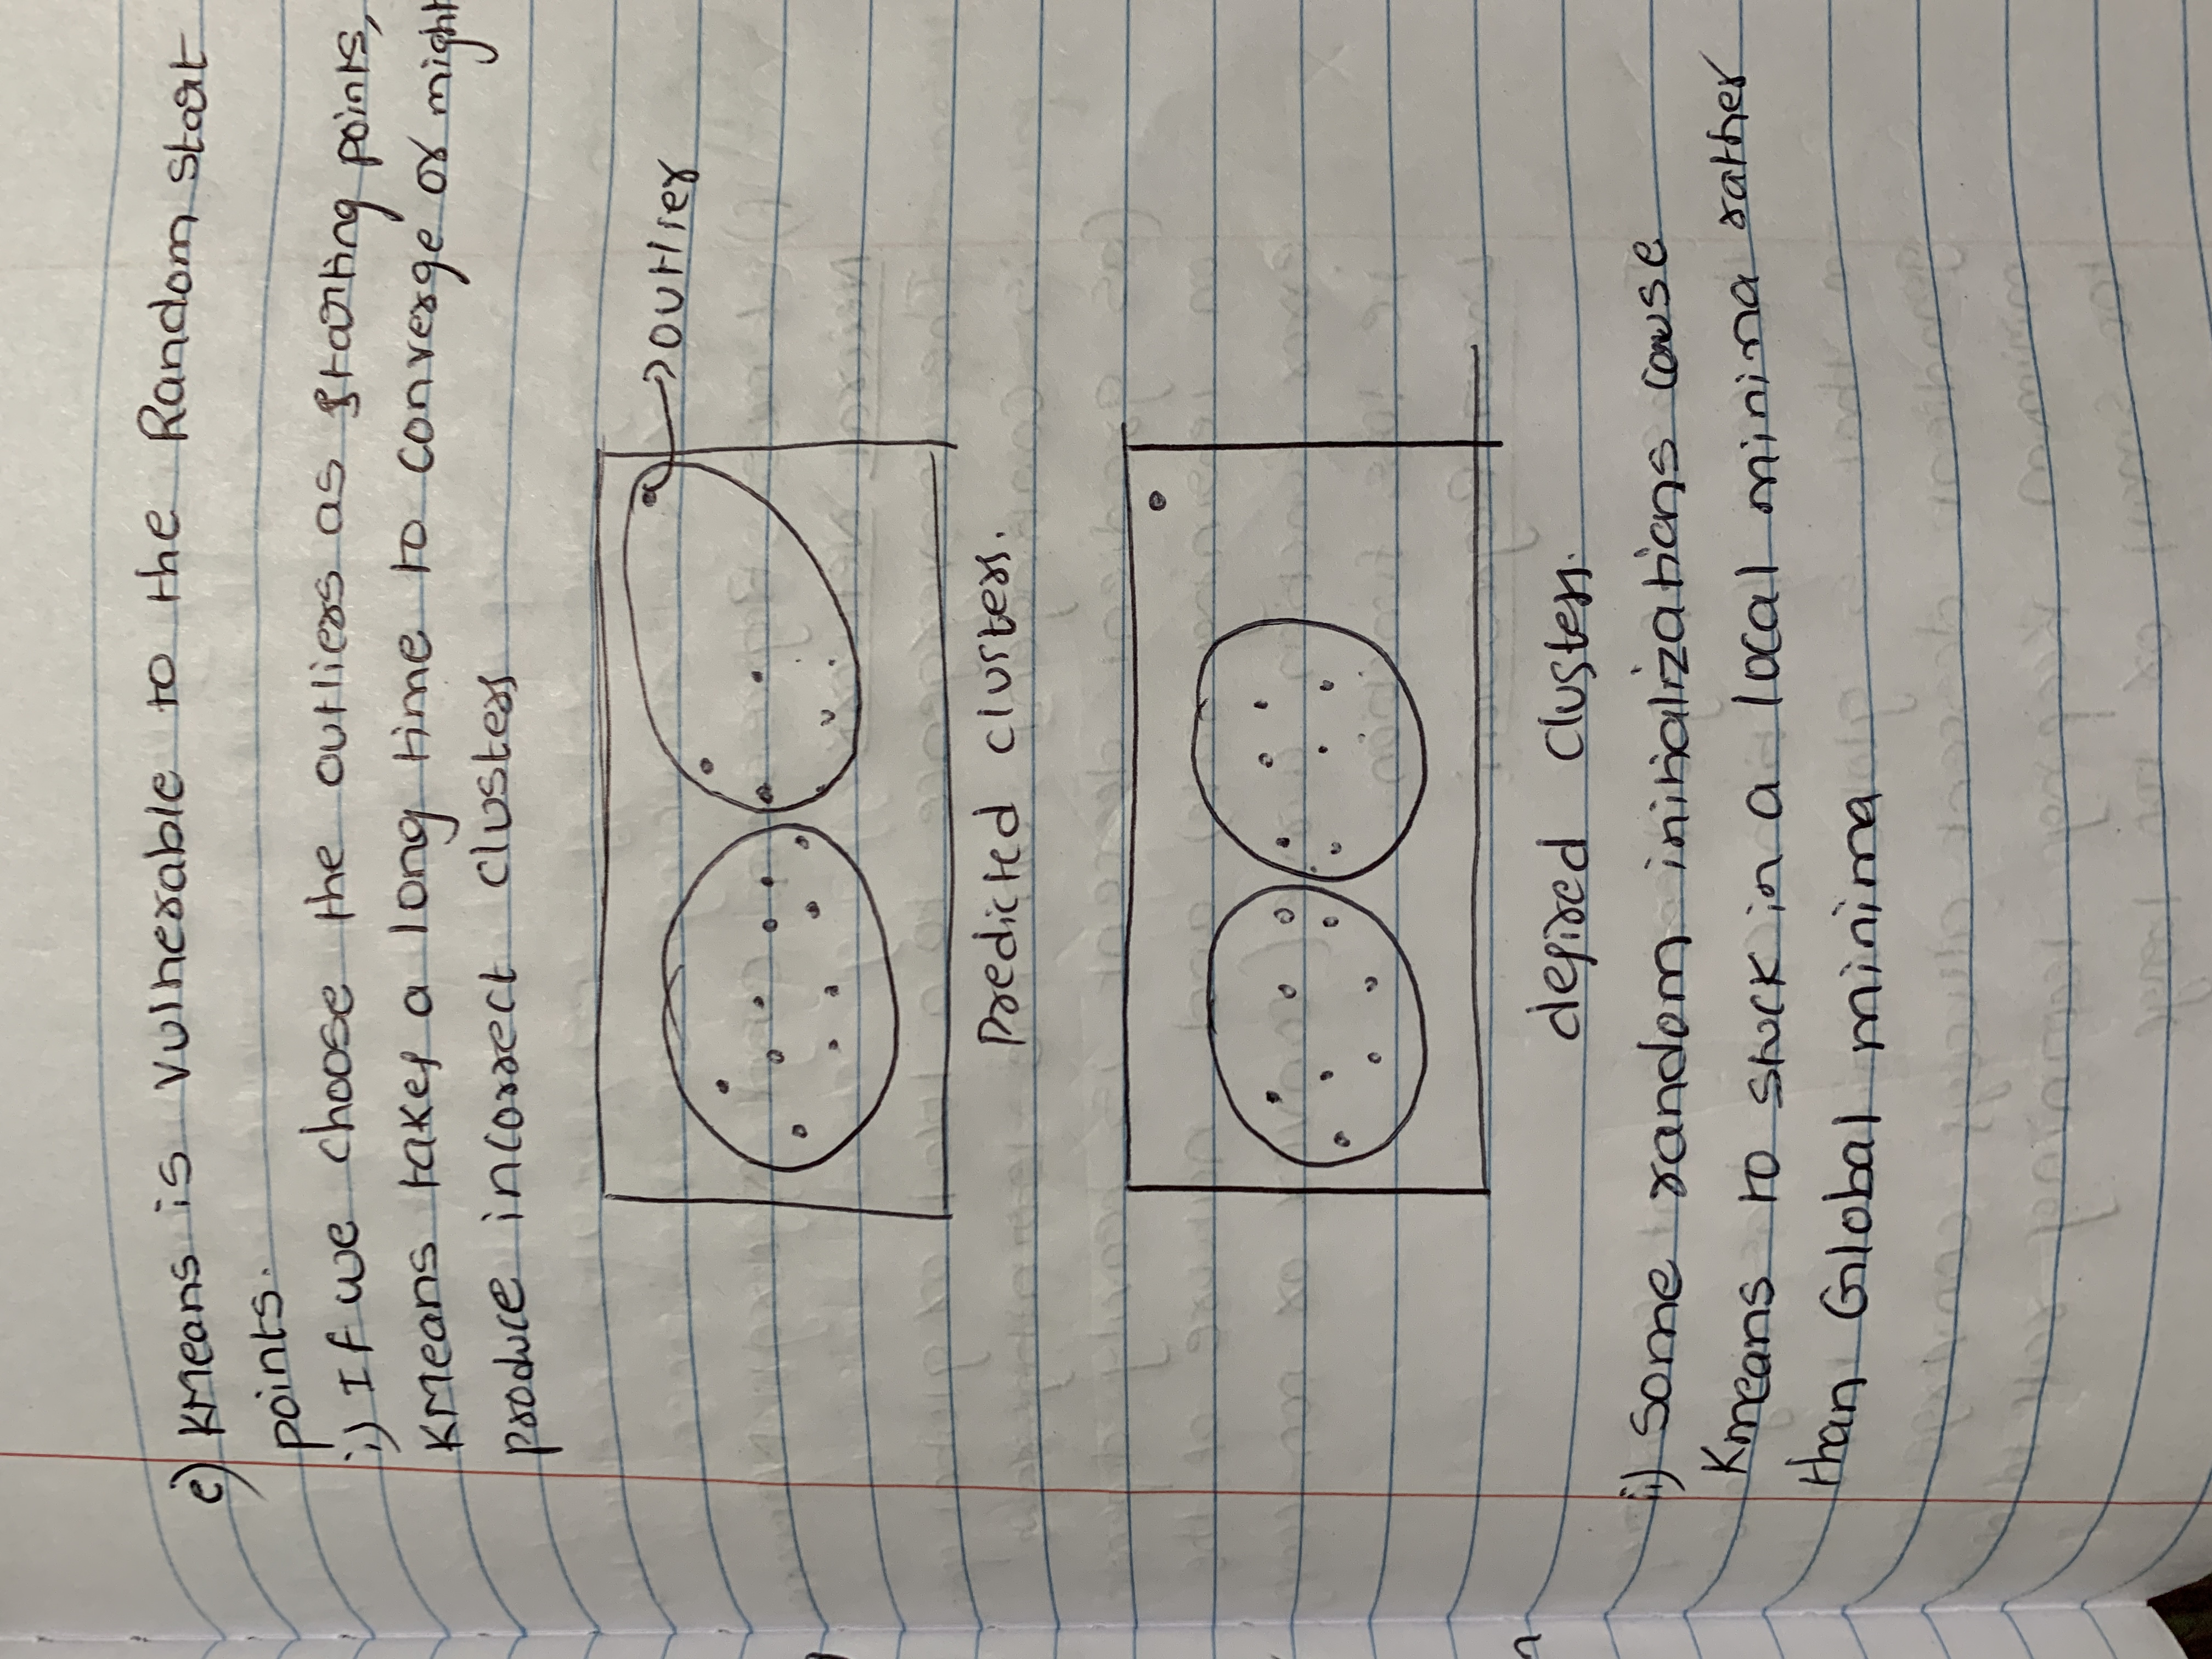 e) KMeans is Vulnerable to the Random start
points.
i) If we choose the outliers as starting points,
KMeans takes a long time to converge or might
produce incorrect clusters
→ outlier
Predicted clusters.
desired clusters.
ii) Some random initializations cause
Kmeans to stuck in a local minima rather
than Global minima